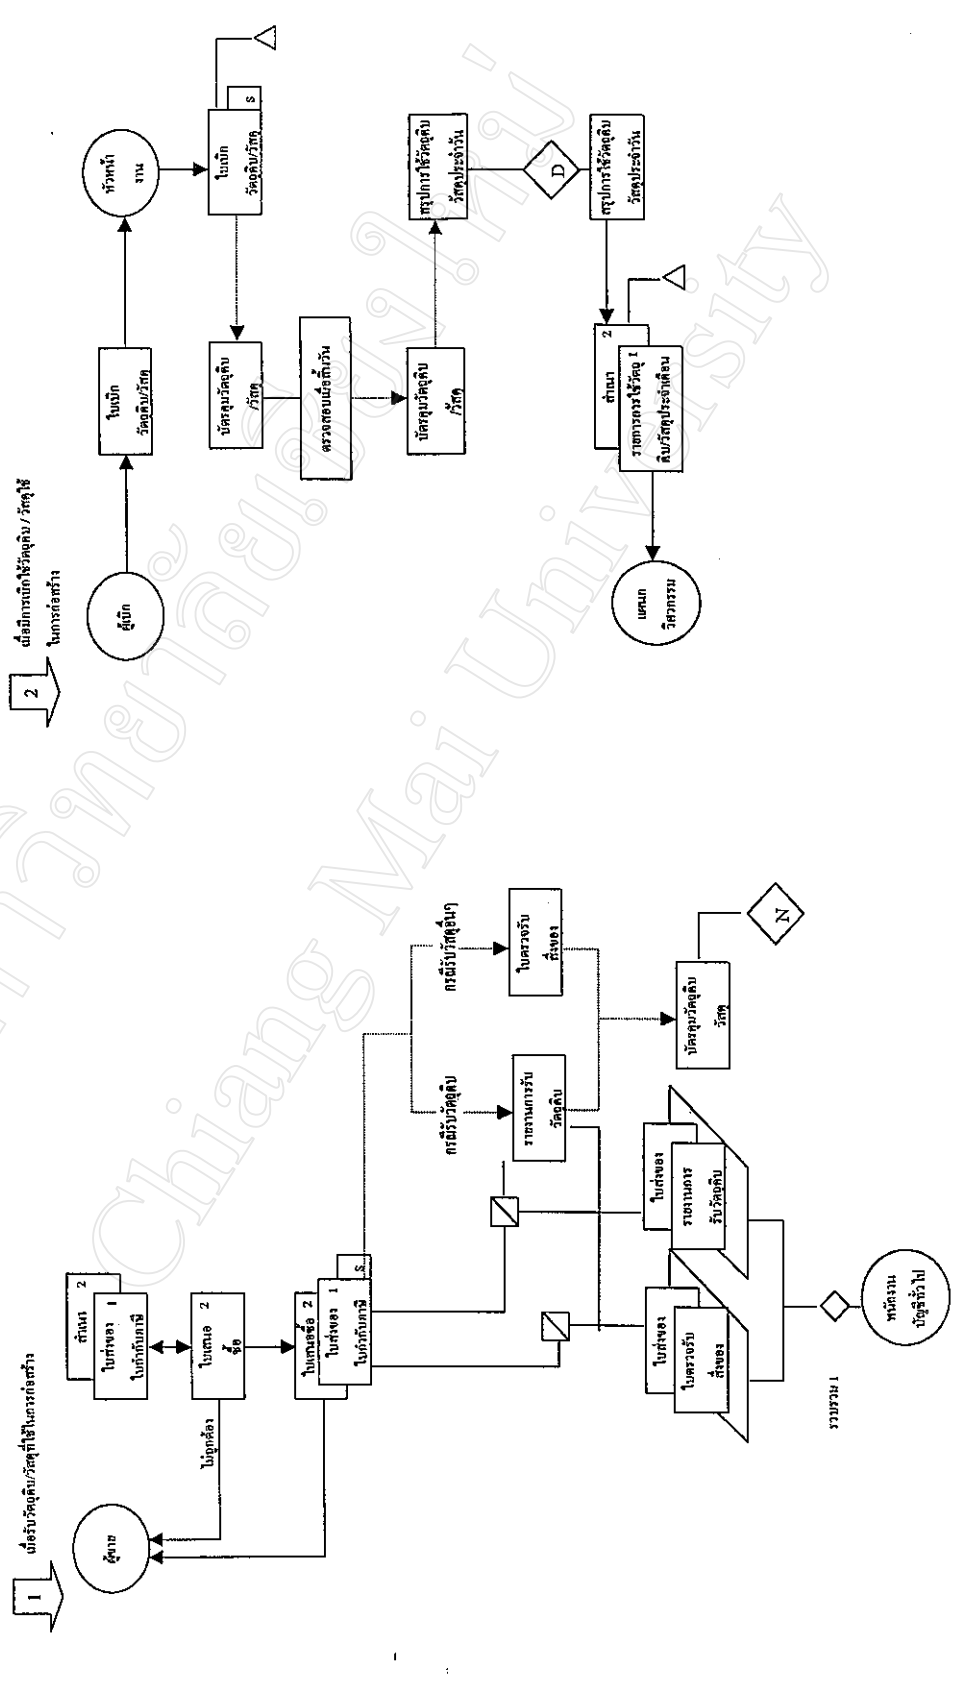 1
เมื่อรับวัตถุดิบ/วัสดุที่ใช้ในการก่อสร้าง
ผู้ขาย
สำเนา 2
ใบส่งของ 1
ใบกำกับภาษี
ไม่ถูกต้อง
ใบเสนอ 2
ซื้อ
ใบเสนอซื้อ 2
ใบส่งของ 1
ใบกำกับภาษี
S
กรณีรับวัตถุดิบ
กรณีรับวัสดุอื่นๆ
รายงานการรับ
วัตถุดิบ
ใบตรวจรับ
สิ่งของ
ใบส่งของ
ใบตรวจรับ
สิ่งของ
ใบส่งของ
รายงานการ
รับวัตถุดิบ
บัตรคุมวัตถุดิบ
วัสดุ
N
รวบรวม 1
พนักงาน
บัญชีทั่วไป
2
เมื่อมีการเบิกใช้วัตถุดิบ / วัสดุใช้
ในการก่อสร้าง
ผู้เบิก
ใบเบิก
วัตถุดิบ/วัสดุ
หัวหน้า
งาน
ใบเบิก
วัตถุดิบ/วัสดุ
S
บัตรคุมวัตถุดิบ
/วัสดุ
ตรวจสอบเมื่อสิ้นวัน
บัตรคุมวัตถุดิบ
/วัสดุ
สรุปการใช้วัตถุดิบ
วัสดุประจำวัน
D
สรุปการใช้วัตถุดิบ
วัสดุประจำวัน
สำเนา 2
รายการการใช้วัตถุ 1
ดิบ/วัสดุประจำเดือน
แผนก
วิศวกรรม
Chiang Mai University